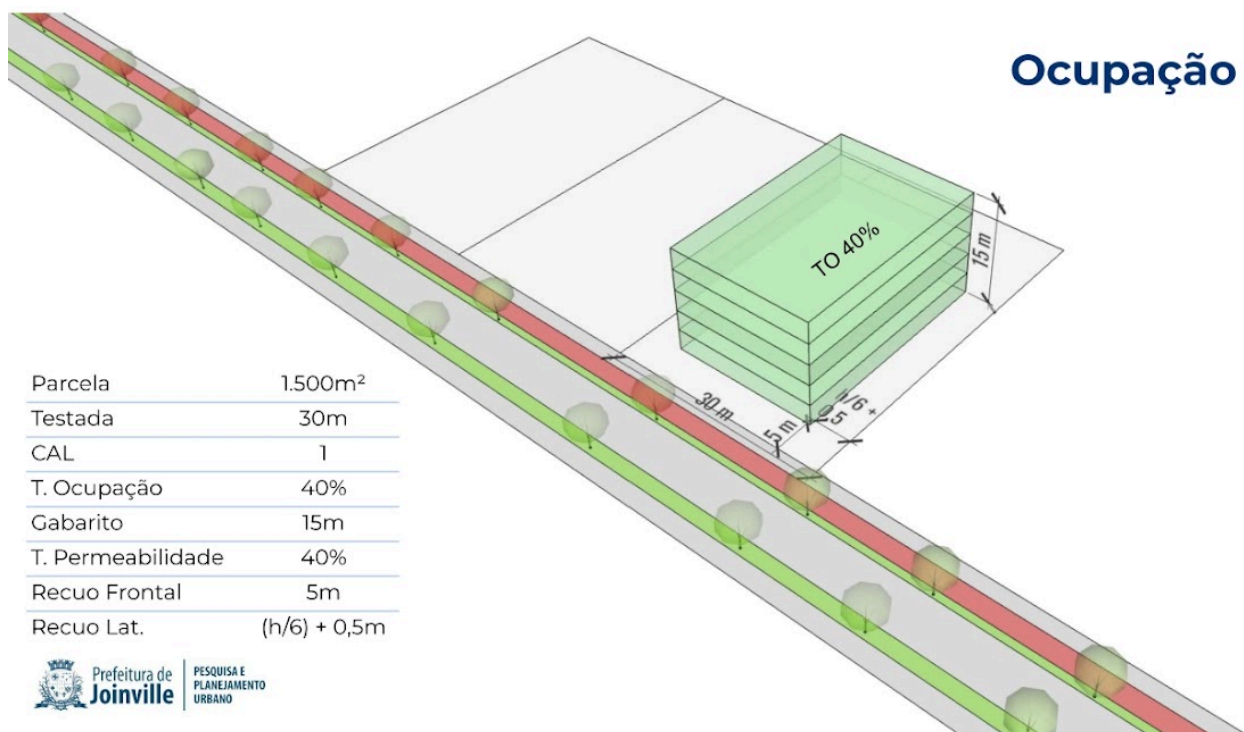 Ocupação
TO 40%
15 m
30 m
5 m
h/6 +
0,5
Parcela 1.500m²
Testada 30m
CAL 1
T. Ocupação 40%
Gabarito 15m
T. Permeabilidade 40%
Recuo Frontal 5m
Recuo Lat. (h/6) + 0,5m
Prefeitura de
Joinville
PESQUISA E
PLANEJAMENTO
URBANO